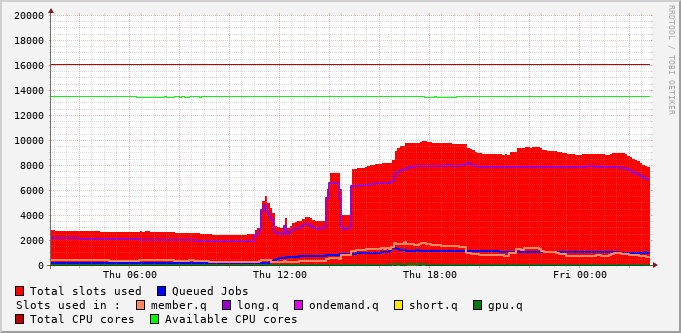 20000
18000
16000
14000
12000
10000
8000
6000
4000
2000
0
Thu 06:00 Thu 12:00 Thu 18:00 Fri 00:00
RRDTOOL / TOBI OETIKER
Total slots used Queued Jobs
Slots used in : member.q long.q ondemand.q short.q gpu.q
Total CPU cores Available CPU cores